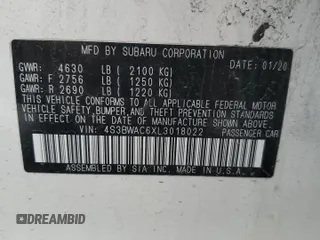 MFD BY SUBARU CORPORATION
GVWR: 4630 LB ( 2100 KG) DATE: 01/20
GAWR: F 2756 LB ( 1250 KG)
GAWR: R 2690 LB ( 1220 KG)
THIS VEHICLE CONFORMS TO ALL APPLICABLE FEDERAL MOTOR
VEHICLE SAFETY, BUMPER, AND THEFT PREVENTION STANDARDS
IN EFFECT ON THE DATE OF MANUFACTURE SHOWN ABOVE.
VIN: 4S3BWAC6XL3018022 PASSENGER CAR
ASSEMBLED BY SIA INC. MADE IN U.S.A.
DREAMBID